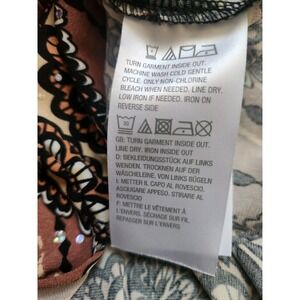 TURN GARMENT INSIDE OUT.
MACHINE WASH COLD GENTLE
CYCLE. ONLY NON-CHLORINE
BLEACH WHEN NEEDED. LINE DRY.
LOW IRON IF NEEDED. IRON ON
REVERSE SIDE
30
GB: TURN GARMENT INSIDE OUT.
LINE DRY. IRON INSIDE OUT
D: BEKLEIDUNGSSTÜCK AUF LINKS
WENDEN. TROCKNEN AUF DER
WÄSCHELEINE. VON LINKS BÜGELN
I: METTER IL CAPO AL ROVESCIO.
ASCIUGARE APPESO. STIRARE AL
ROVESCIO.
F: METTRE LE VÊTEMENT À
L'ENVERS. SÉCHAGE SUR FIL.
REPASSER SUR L'ENVERS